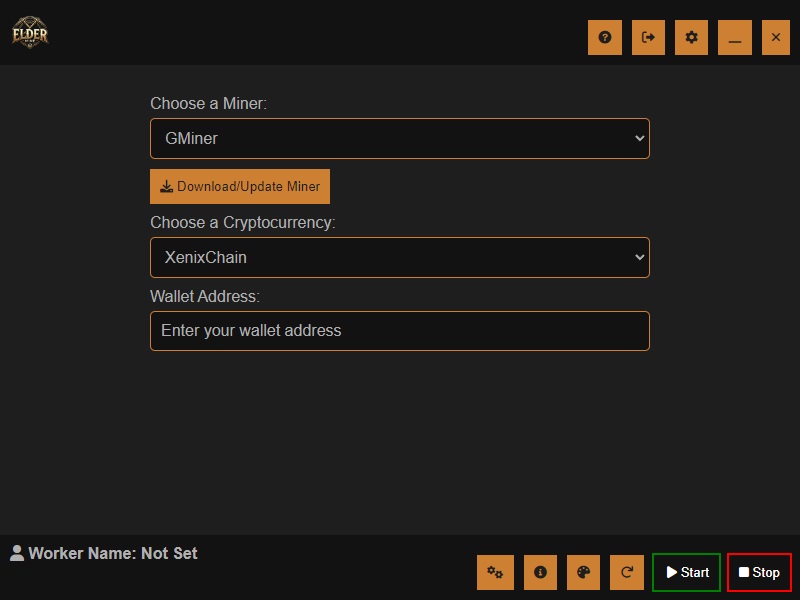 ELDER
Choose a Miner:
GMiner
Download/Update Miner
Choose a Cryptocurrency:
XenixChain
Wallet Address:
Enter your wallet address
Worker Name: Not Set
Start
Stop